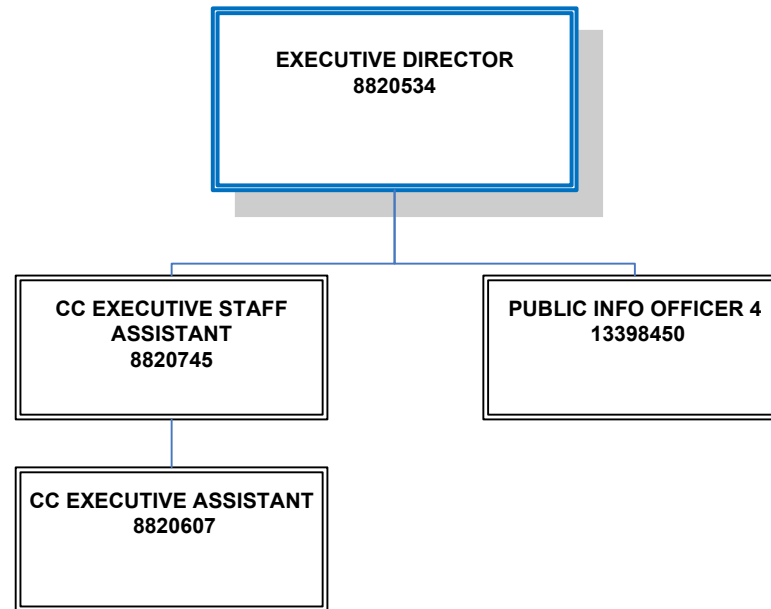 EXECUTIVE DIRECTOR
8820534
CC EXECUTIVE STAFF
ASSISTANT
8820745
PUBLIC INFO OFFICER 4
13398450
CC EXECUTIVE ASSISTANT
8820607